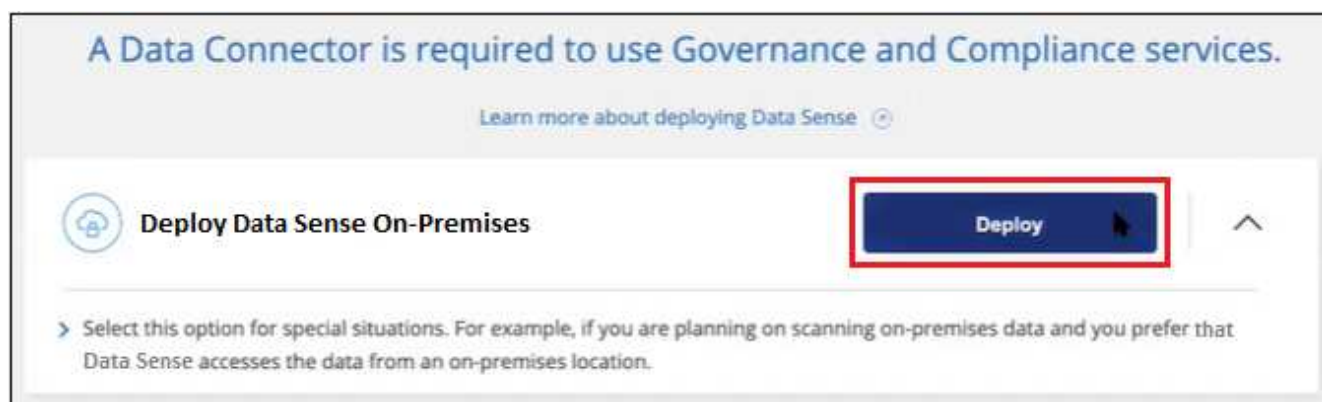 A Data Connector is required to use Governance and Compliance services.
Learn more about deploying Data Sense
Deploy Data Sense On-Premises
Deploy
Select this option for special situations. For example, if you are planning on scanning on-premises data and you prefer that
Data Sense accesses the data from an on-premises location.